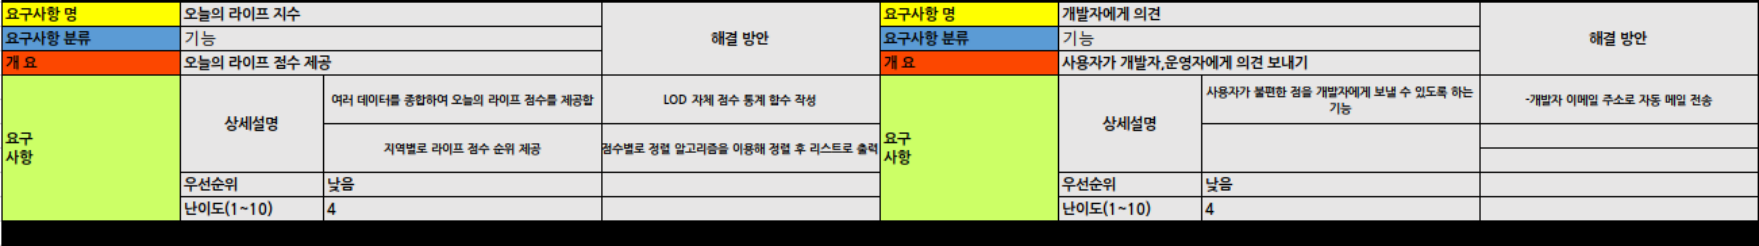 요구사항 명
오늘의 라이프 지수
해결 방안
요구사항 분류
기능
개 요
오늘의 라이프 점수 제공
요구
사항
상세설명
여러 데이터를 종합하여 오늘의 라이프 점수를 제공함
LOD 자체 점수 통계 함수 작성
지역별로 라이프 점수 순위 제공
점수별로 정렬 알고리즘을 이용해 정렬 후 리스트로 출력
우선순위
낮음
난이도(1~10)
4
요구사항 명
개발자에게 의견
해결 방안
요구사항 분류
기능
개 요
사용자가 개발자,운영자에게 의견 보내기
요구
사항
상세설명
사용자가 불편한 점을 개발자에게 보낼 수 있도록 하는
기능
-개발자 이메일 주소로 자동 메일 전송
우선순위
낮음
난이도(1~10)
4